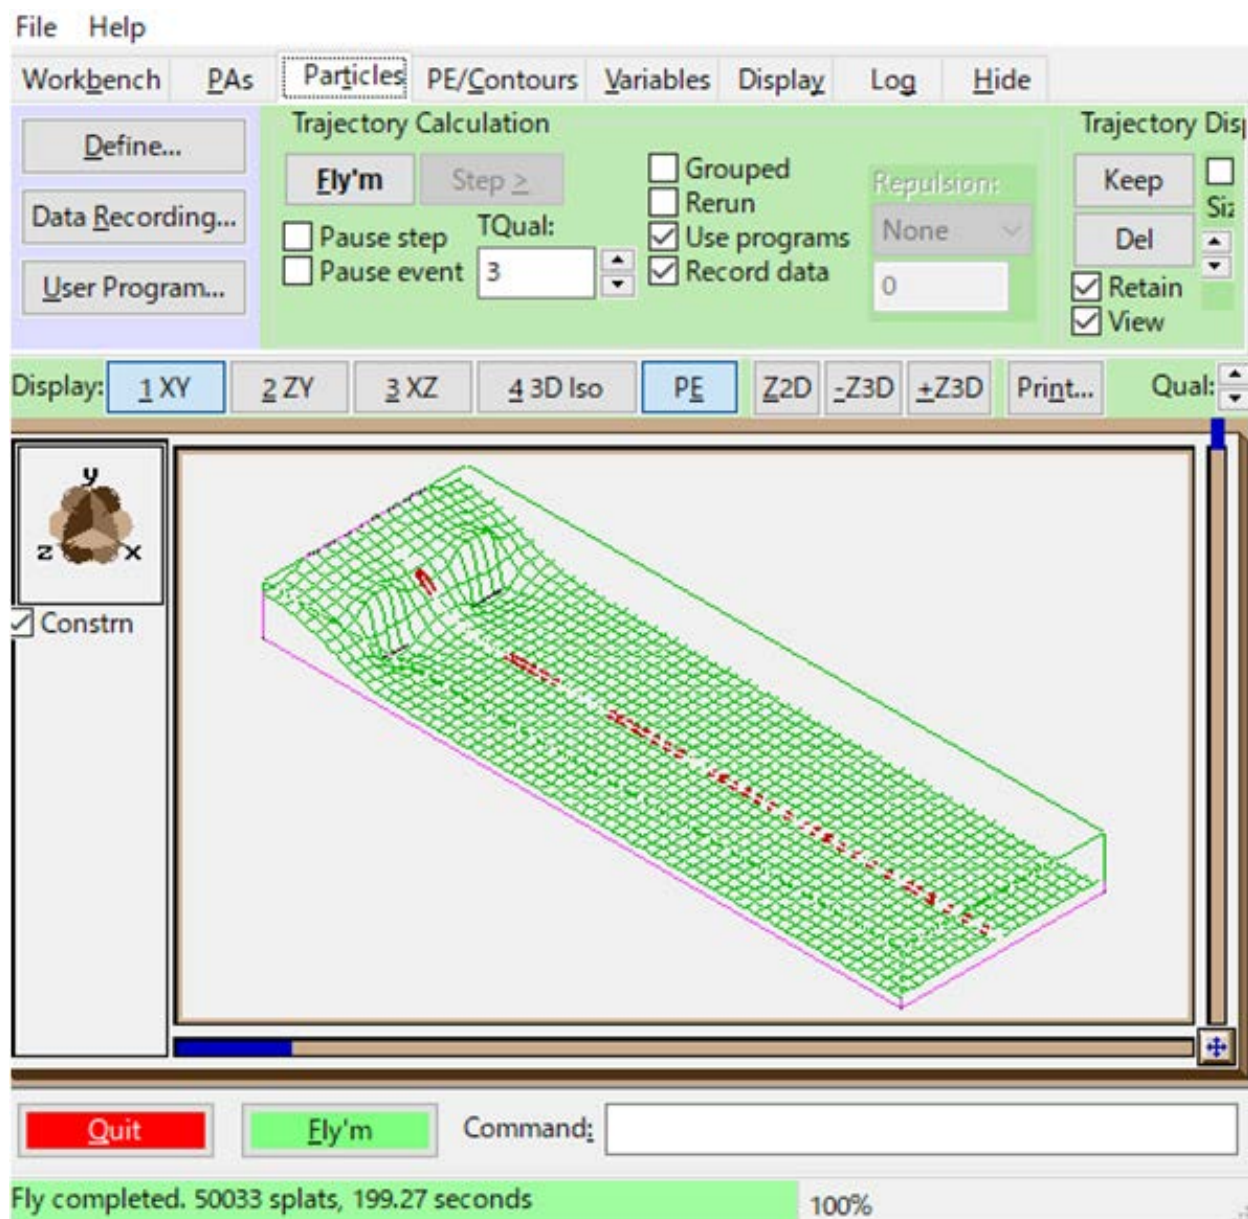 File Help
Workbench PAs Particles PE/Contours Variables Display Log Hide
Define...
Data Recording...
User Program...
Trajectory Calculation
Fly'm Step >
Pause step
Pause event
TQual:
3
Grouped
Rerun
Use programs
Record data
Repulsion:
None
0
Trajectory Dis
Keep
Del
Siz
Retain
View
Display: 1 XY 2 ZY 3 XZ 4 3D Iso PE Z2D -Z3D +Z3D Print... Qual:
y
z x
Constrn
Quit Fly'm Command:
Fly completed. 50033 splats, 199.27 seconds 100%